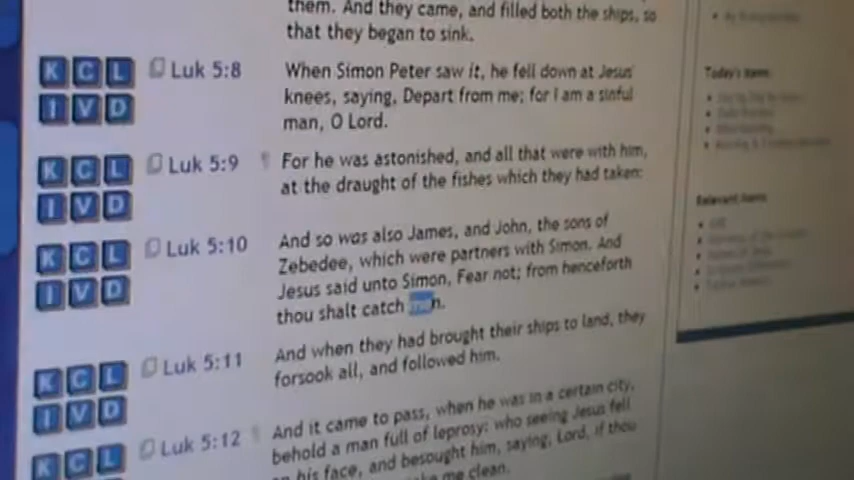 them. And they came, and filled both the ships, so
that they began to sink.
K C L
I V D
Luk 5:8
When Simon Peter saw it, he fell down at Jesus'
knees, saying, Depart from me; for I am a sinful
man, O Lord.
K C L
I V D
Luk 5:9
¶ For he was astonished, and all that were with him,
at the draught of the fishes which they had taken:
K C L
I V D
Luk 5:10
And so was also James, and John, the sons of
Zebedee, which were partners with Simon. And
Jesus said unto Simon, Fear not; from henceforth
thou shalt catch men.
K C L
I V D
Luk 5:11
And when they had brought their ships to land, they
forsook all, and followed him.
K C L
Luk 5:12
¶ And it came to pass, when he was in a certain city,
behold a man full of leprosy: who seeing Jesus fell
on his face, and besought him, saying, Lord, if thou
me clean.
Today's Items:
Relevant Items